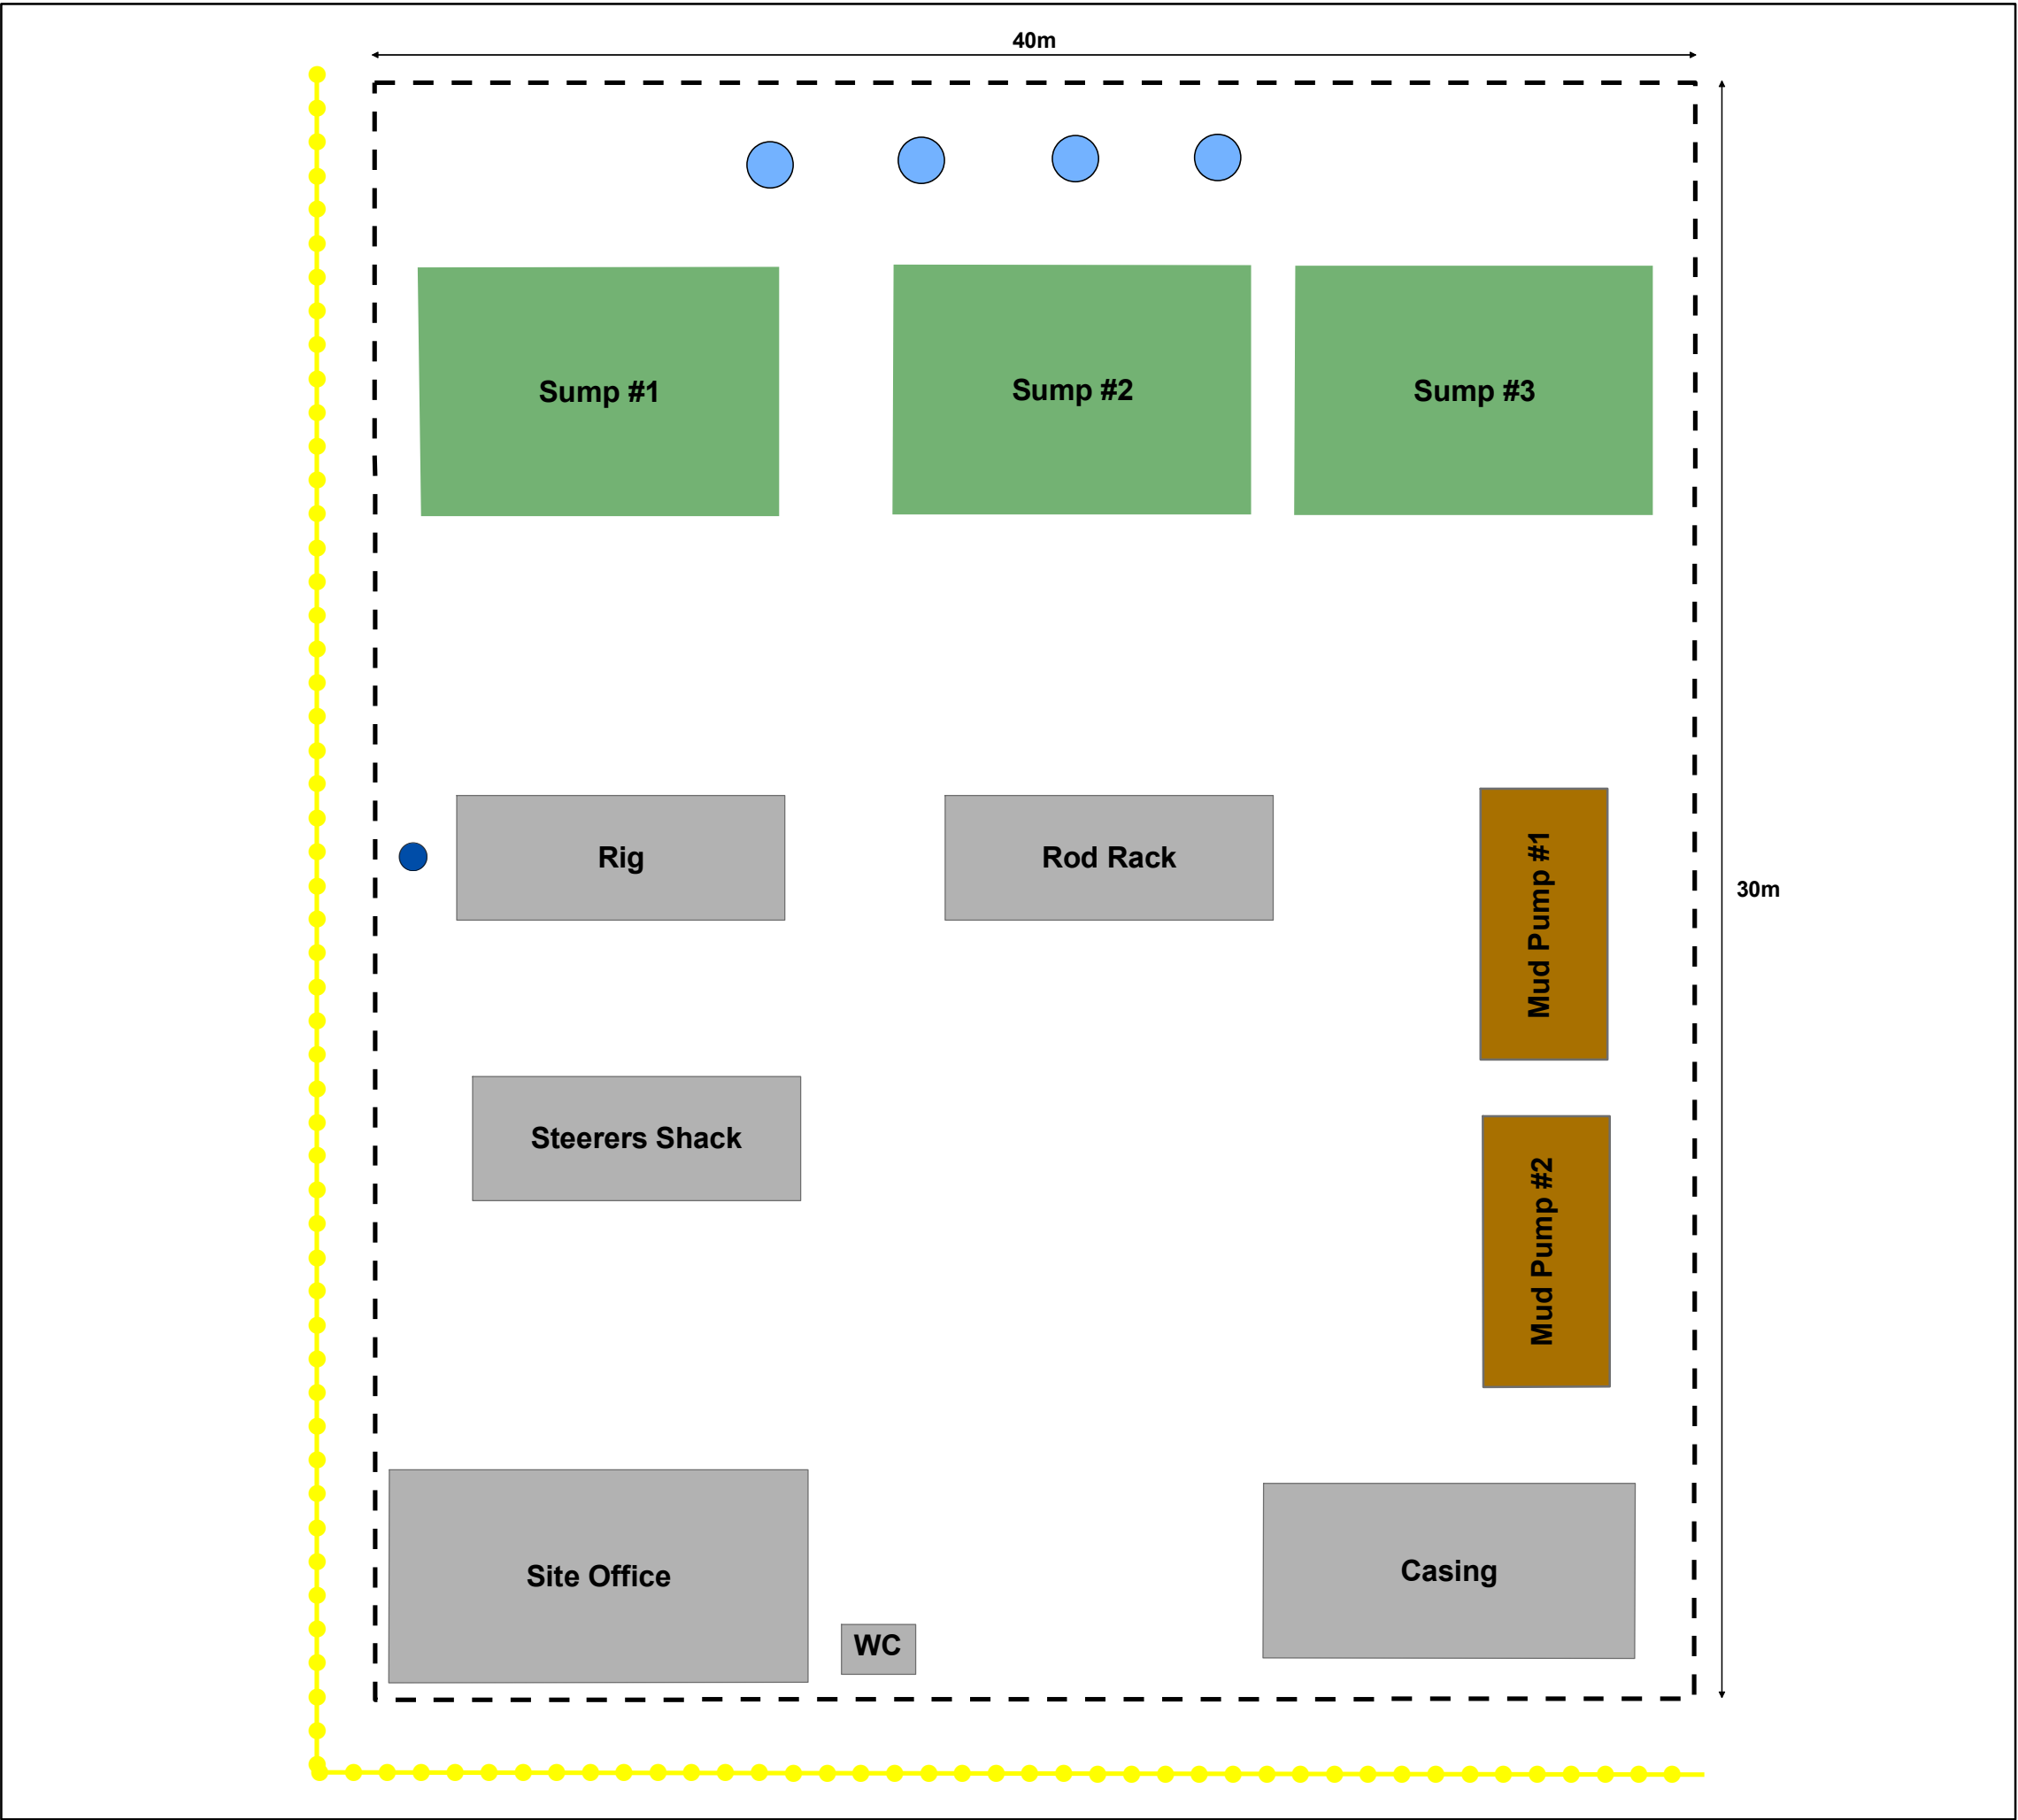 40m
Sump #1
Sump #2
Sump #3
Rig
Rod Rack
Mud Pump #1
30m
Steerers Shack
Mud Pump #2
Site Office
Casing
WC